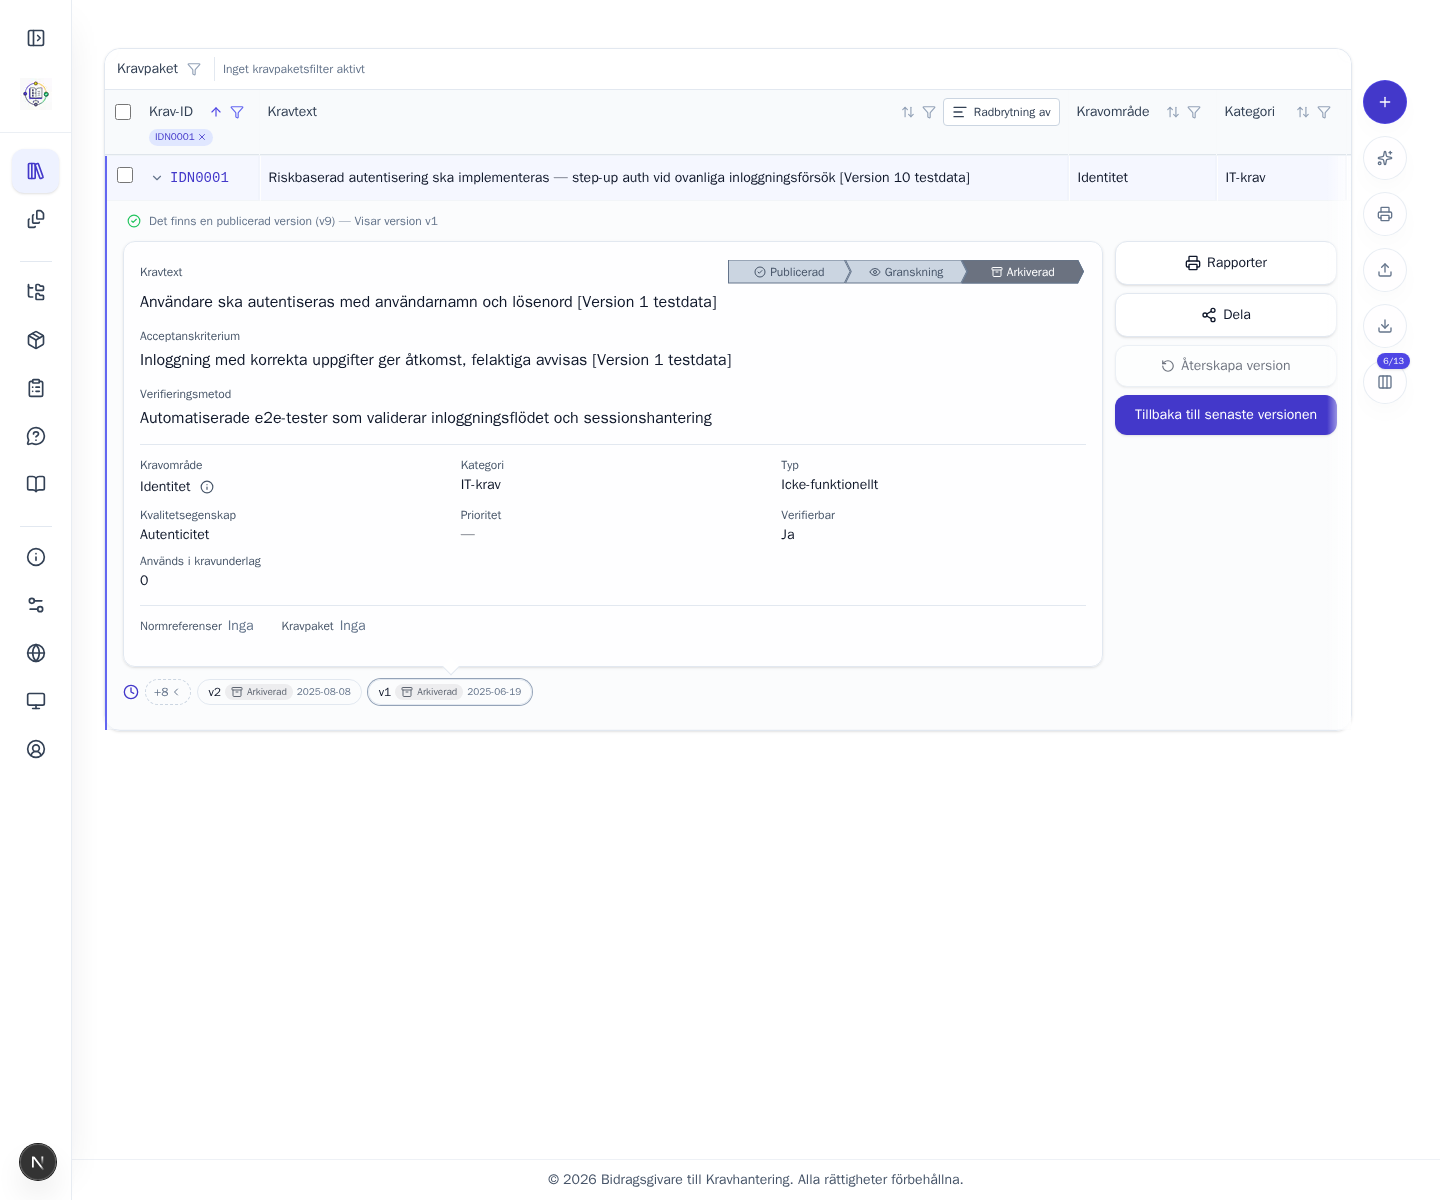 Kravpaket Inget kravpaketsfilter aktivt
Krav-ID Kravtext Radbrytning av Kravområde Kategori
IDN0001
IDN0001 Riskbaserad autentisering ska implementeras — step-up auth vid ovanliga inloggningsförsök [Version 10 testdata] Identitet IT-krav
Det finns en publicerad version (v9) — Visar version v1
Kravtext Publicerad Granskning Arkiverad
Användare ska autentiseras med användarnamn och lösenord [Version 1 testdata]
Acceptanskriterium
Inloggning med korrekta uppgifter ger åtkomst, felaktiga avvisas [Version 1 testdata]
Verifieringsmetod
Automatiserade e2e-tester som validerar inloggningsflödet och sessionshantering
Kravområde Kategori Typ
Identitet IT-krav Icke-funktionellt
Kvalitetsegenskap Prioritet Verifierbar
Autenticitet — Ja
Används i kravunderlag
0
Normreferenser Inga Kravpaket Inga
+8 v2 Arkiverad 2025-08-08 v1 Arkiverad 2025-06-19
Rapporter
Dela
Återskapa version
Tillbaka till senaste versionen
6/13
N
© 2026 Bidragsgivare till Kravhantering. Alla rättigheter förbehållna.